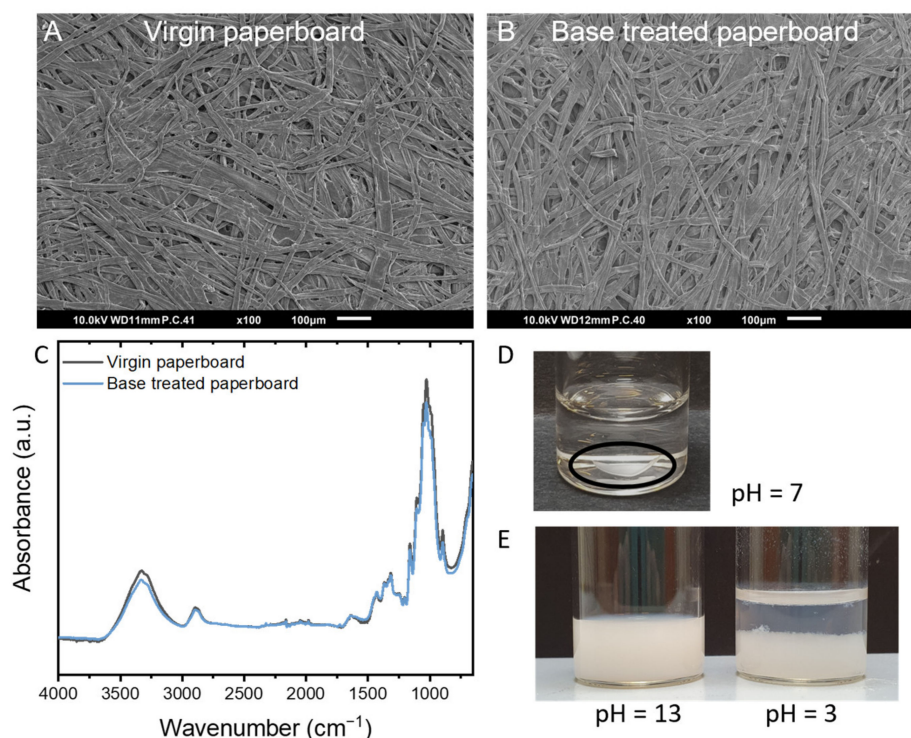 A Virgin paperboard
10.0kV WD11mm P.C.41 x100 100μm
B Base treated paperboard
10.0kV WD12mm P.C.40 x100 100μm
C
Virgin paperboard
Base treated paperboard
Absorbance (a.u.)
4000 3500 3000 2500 2000 1500 1000
Wavenumber (cm⁻¹)
D
pH = 7
E
pH = 13 pH = 3